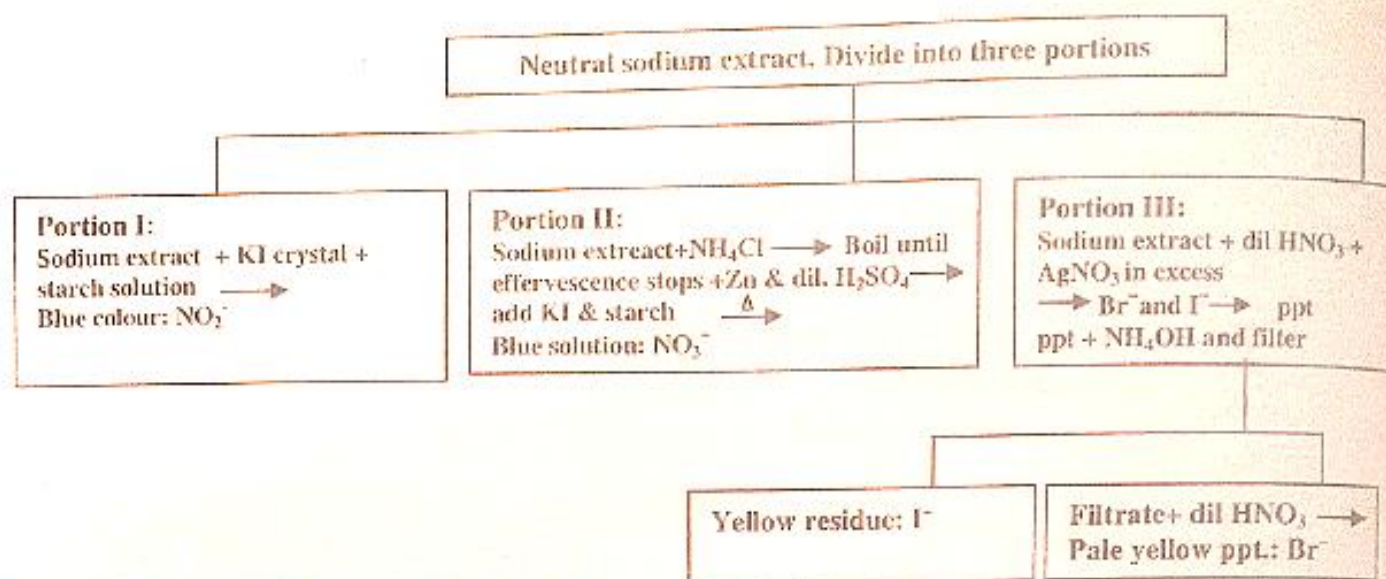 Neutral sodium extract, Divide into three portions
Portion I:
Sodium extract + KI crystal +
starch solution ⟶
Blue colour: NO₂⁻
Portion II:
Sodium extreact+NH₄Cl ⟶ Boil until
effervescence stops +Zn & dil. H₂SO₄ ⟶
add KI & starch Δ ⟶
Blue solution: NO₃⁻
Portion III:
Sodium extract + dil HNO₃ +
AgNO₃ in excess
⟶ Br⁻ and I⁻ ⟶ ppt
ppt + NH₄OH and filter
Yellow residue: I⁻
Filtrate+ dil HNO₃ ⟶
Pale yellow ppt.: Br⁻